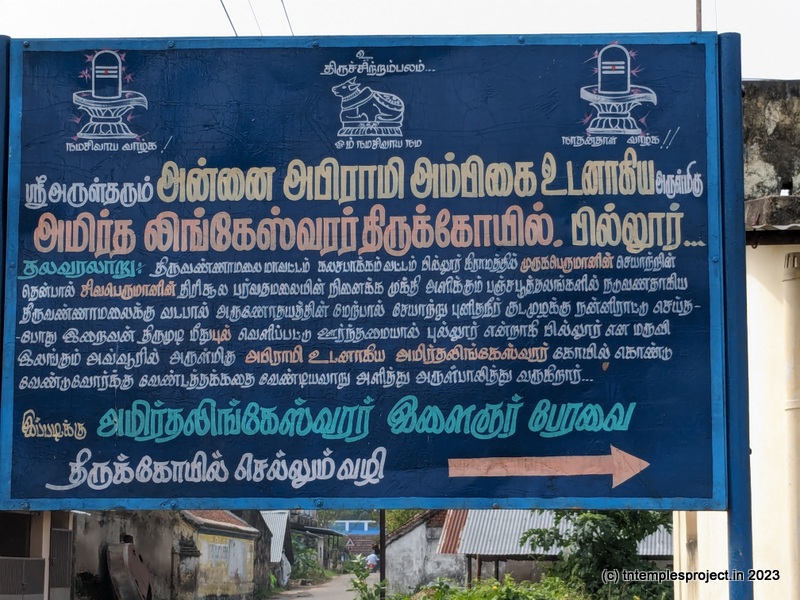 உ
திருச்சிற்றம்பலம்...
நமசிவாய வாழ்க !!
ஓம் நமசிவாய நம
நாதன்தாள் வாழ்க //
ஸ்ரீ அருள்தரும் அன்னை அபிராமி அம்பிகை உடனாகிய அருள்மிகு
அமிர்த லிங்கேஸ்வரர் திருக்கோயில். பில்லூர்...
தலவரலாறு: திருவண்ணாமலை மாவட்டம் கலசபாக்கம் வட்டம் பில்லூர் கிராமத்தில் முருகபெருமானின் செயாற்றின்
தென்பால் சிவபெருமானின் திரிசூல பர்வதமலையின் நினைக்க முக்தி அளிக்கும் பஞ்சபூத்தலங்களில் நடுவணதாகிய
திருவண்ணாமலைக்கு வடபால் அருணோதயத்தின் மேற்பால் செயாற்று புனிதநீர் குடமுழக்கு நன்னீராட்டு செய்த-
-போது இறைவன் திருமுடி மீதுபுல் வெளிப்பட்டு ஊர்ந்தமையால் புல்லூர் என்றாகி பில்லூர் என மருவி
இலங்கும் அவ்வூரில் அருள்மிகு அபிராமி உடனாகிய அமிர்தலிங்கேஸ்வரர் கோயில் கொண்டு
வேண்டுவோர்க்கு வேண்டத்தக்கதை வேண்டியவாறு அளித்து அருள்பாலித்து வருகிறார்...
இப்படிக்கு அமிர்தலிங்கேஸ்வரர் இளைஞர் பேரவை
திருக்கோயில் செல்லும் வழி
(c) tntemplesproject.in 2023